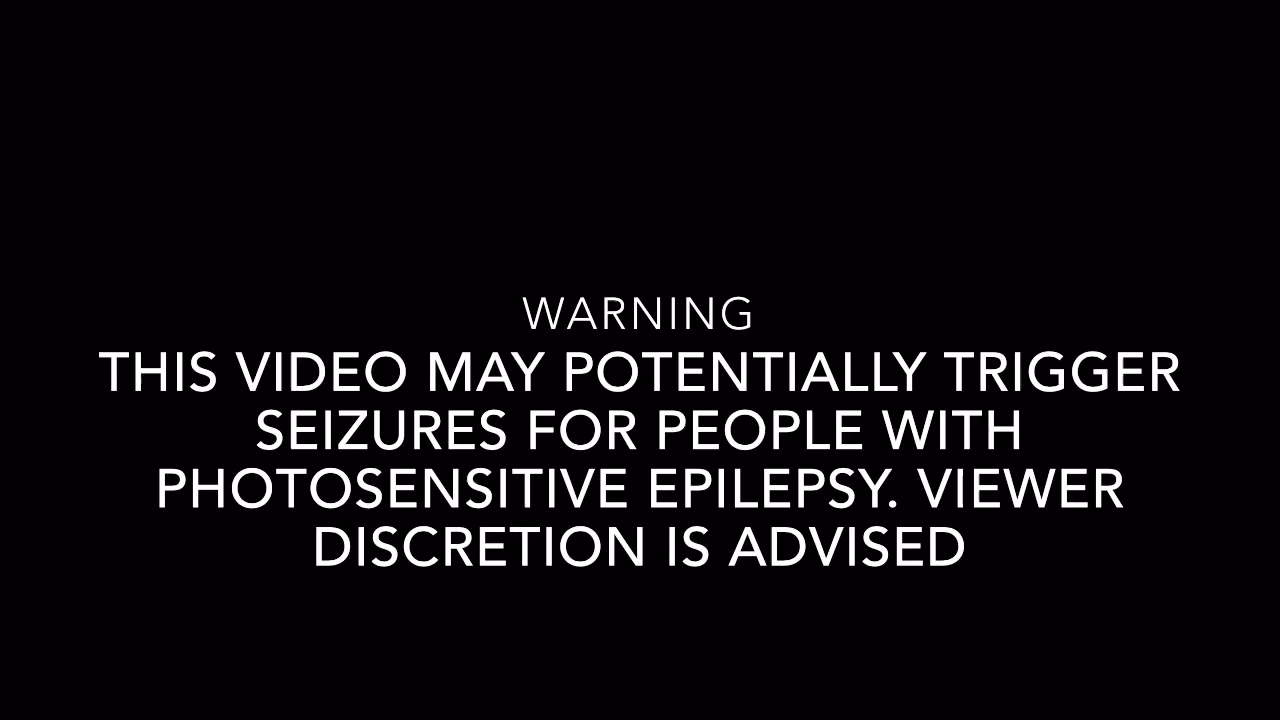 WARNING
THIS VIDEO MAY POTENTIALLY TRIGGER
SEIZURES FOR PEOPLE WITH
PHOTOSENSITIVE EPILEPSY. VIEWER
DISCRETION IS ADVISED